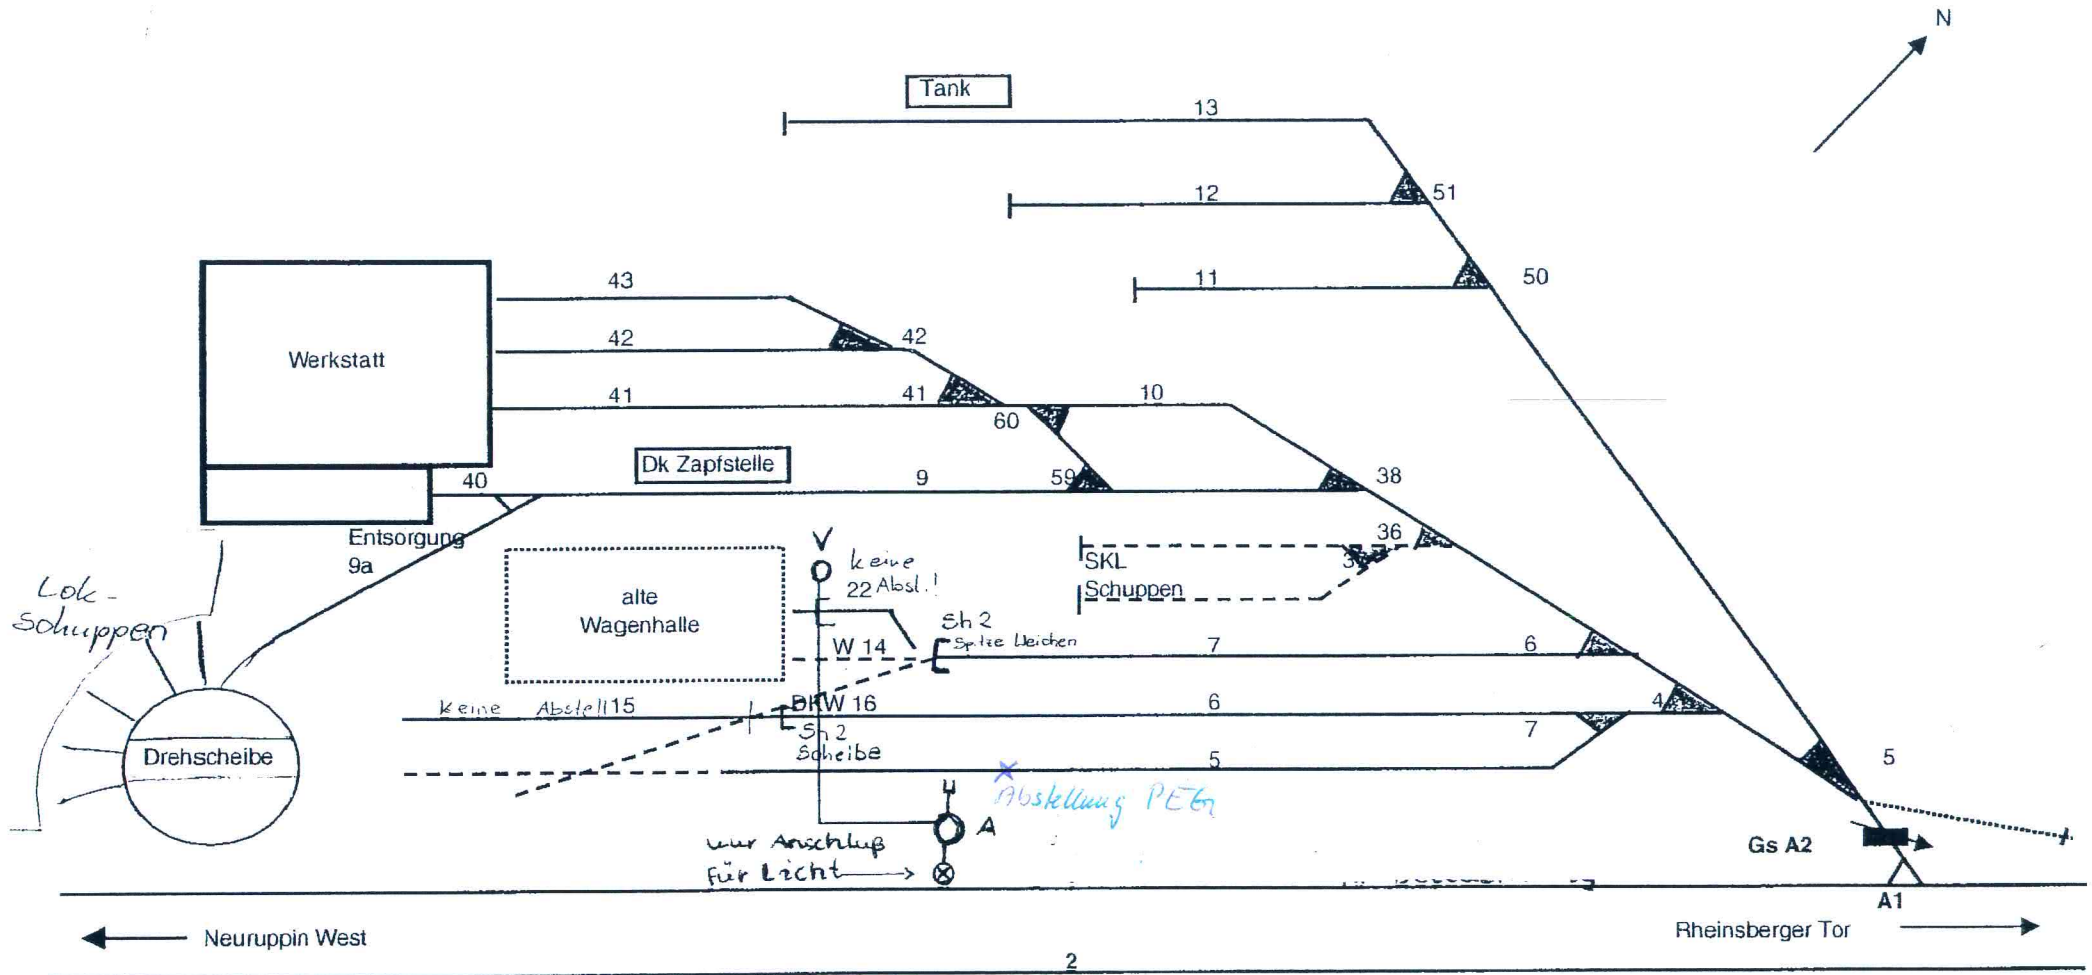 N
Tank
13
12
51
11
50
43
42
42
Werkstatt
41
41
10
60
Dk Zapfstelle
40
9
59
38
Entsorgung
9a
V
keine
22 Abst.!
36
SKL
Schuppen
Lok-
Schuppen
alte
Wagenhalle
Sh 2
Spitze Weichen
W 14
7
6
keine Abstell 15
DKW 16
6
4
Sh 2
Scheibe
7
5
5
Drehscheibe
Abstellung PEG
A
nur Anschluß
für Licht
Gs A2
A1
Neuruppin West
Rheinsberger Tor
2